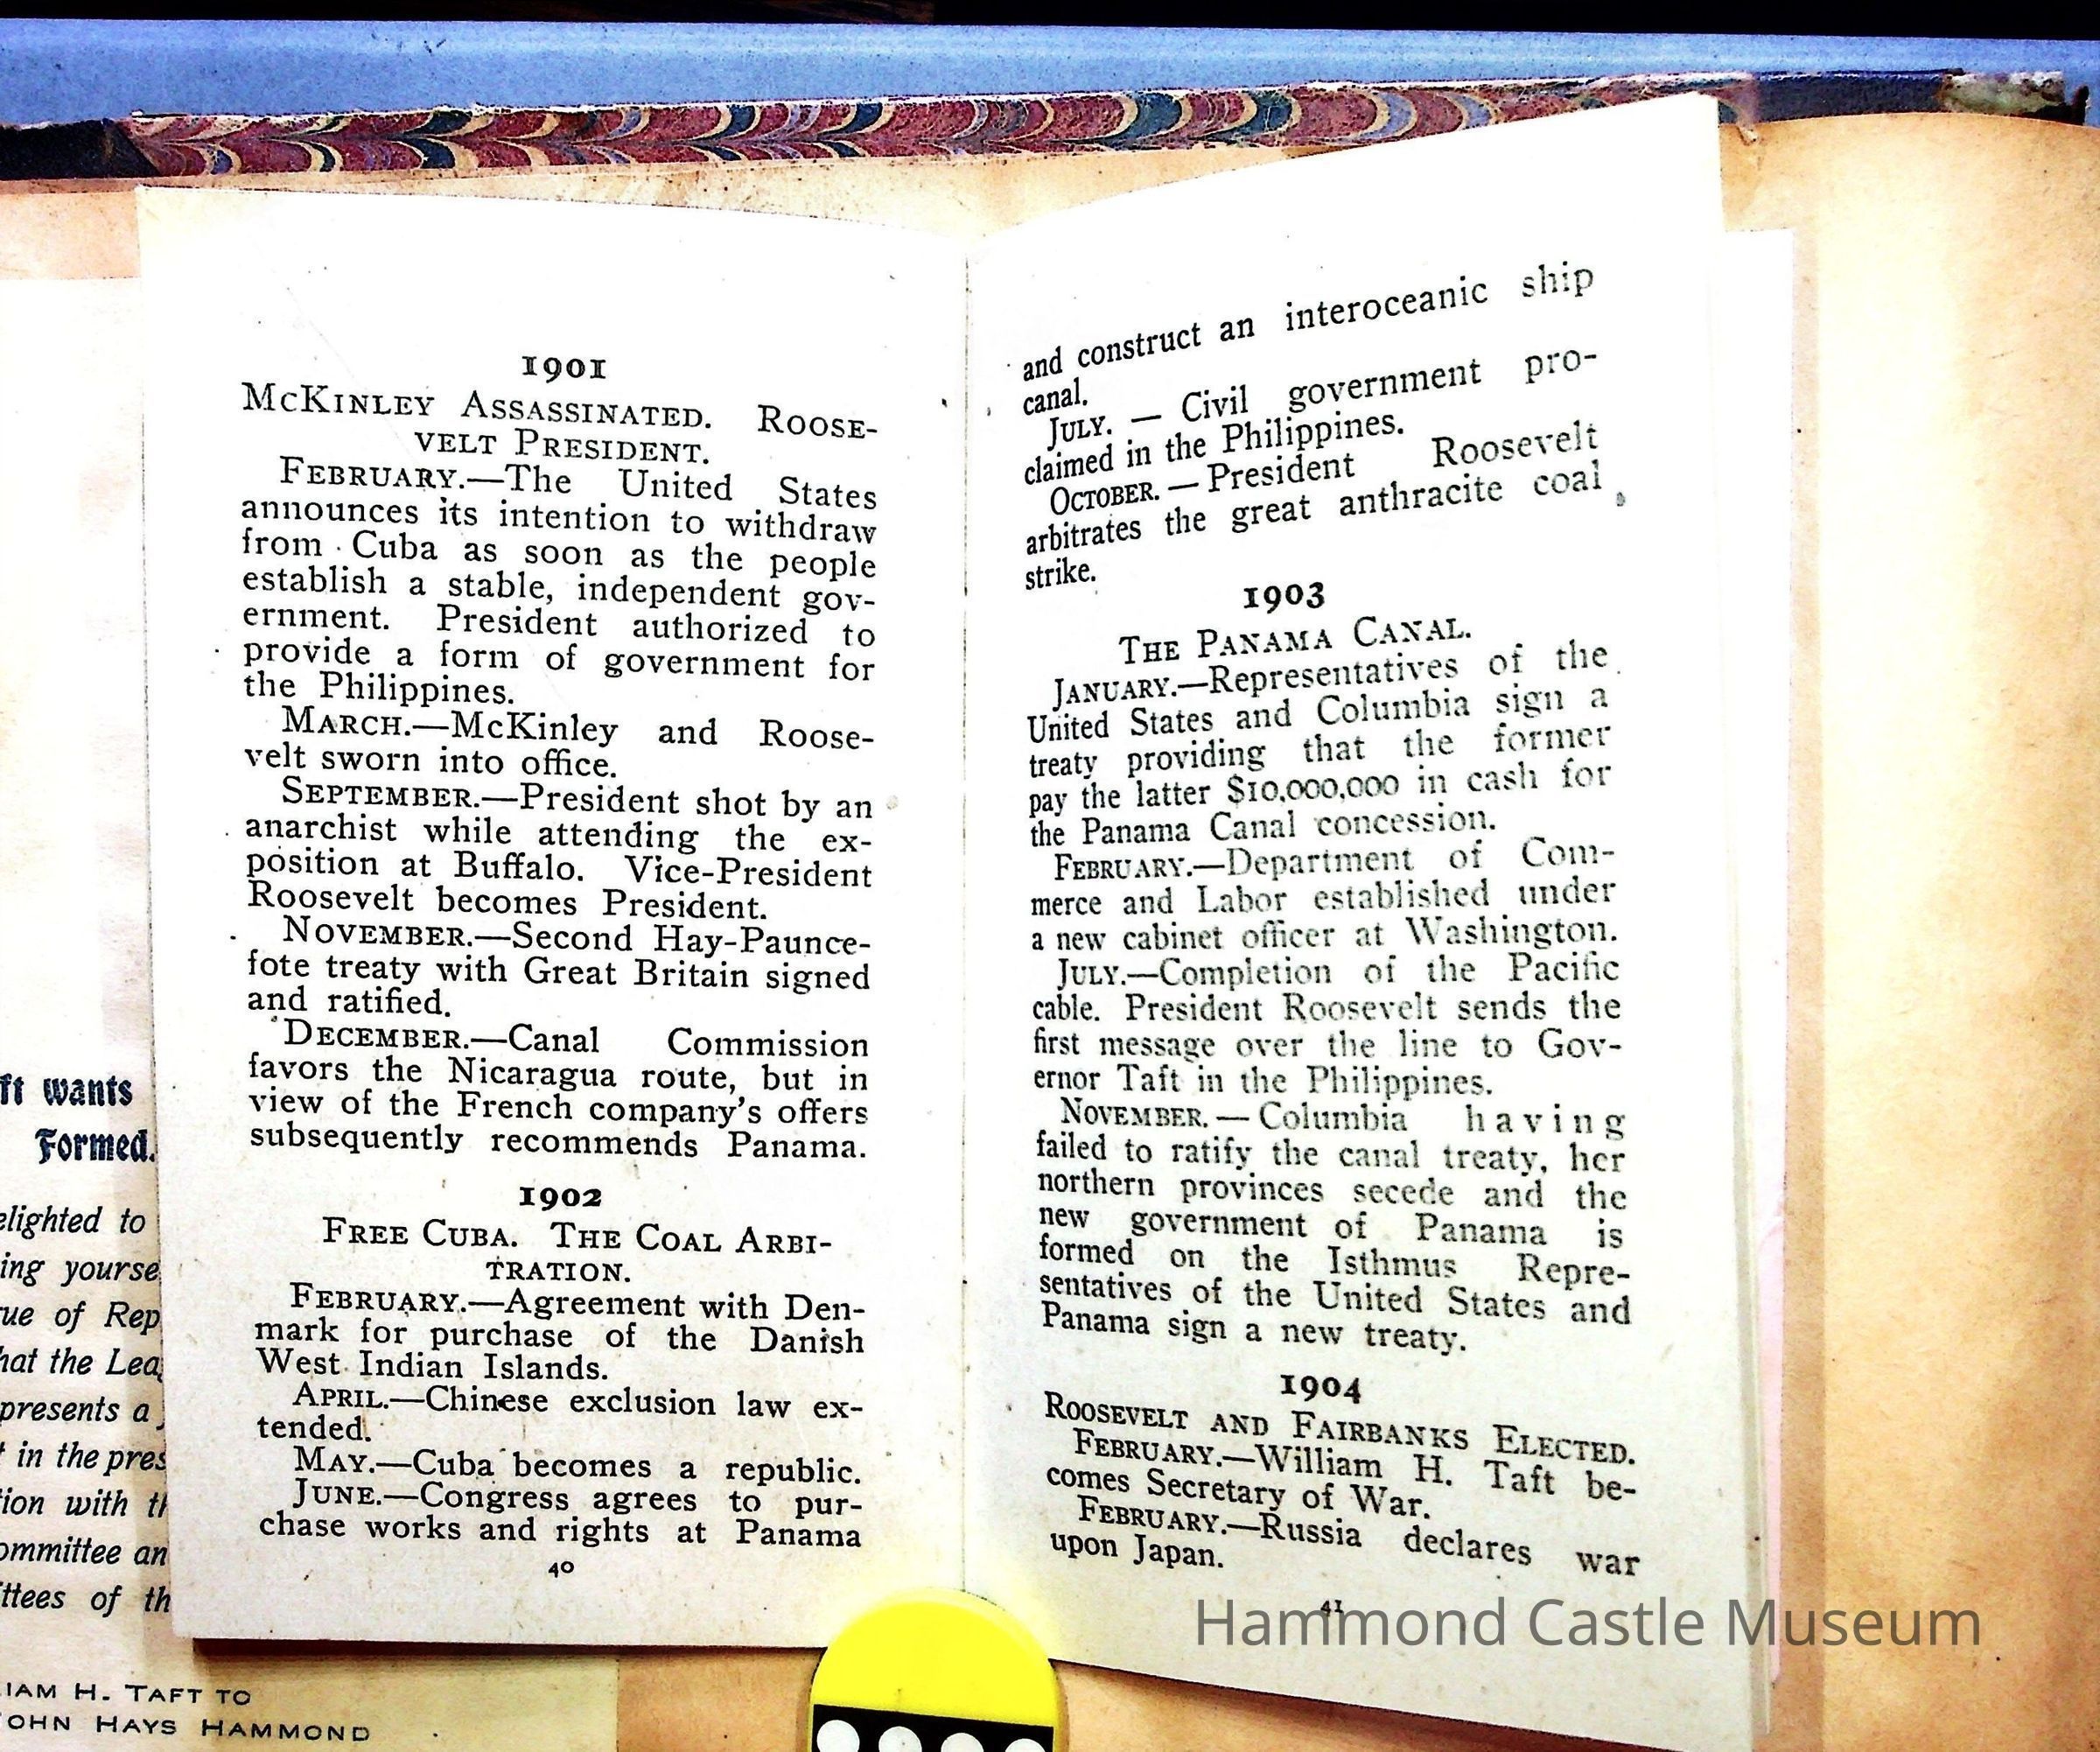 1901
McKinley Assassinated. Roose-
velt President.
February.—The United States
announces its intention to withdraw
from Cuba as soon as the people
establish a stable, independent gov-
ernment. President authorized to
provide a form of government for
the Philippines.
March.—McKinley and Roose-
velt sworn into office.
September.—President shot by an
anarchist while attending the ex-
position at Buffalo. Vice-President
Roosevelt becomes President.
November.—Second Hay-Paunce-
fote treaty with Great Britain signed
and ratified.
December.—Canal Commission
favors the Nicaragua route, but in
view of the French company's offers
subsequently recommends Panama.
1902
Free Cuba. The Coal Arbi-
tration.
February.—Agreement with Den-
mark for purchase of the Danish
West Indian Islands.
April.—Chinese exclusion law ex-
tended.
May.—Cuba becomes a republic.
June.—Congress agrees to pur-
chase works and rights at Panama
40
and construct an interoceanic ship
canal.
July. — Civil government pro-
claimed in the Philippines.
October. — President Roosevelt
arbitrates the great anthracite coal
strike.
1903
The Panama Canal.
January.—Representatives of the
United States and Columbia sign a
treaty providing that the former
pay the latter $10,000,000 in cash for
the Panama Canal concession.
February.—Department of Com-
merce and Labor established under
a new cabinet officer at Washington.
July.—Completion of the Pacific
cable. President Roosevelt sends the
first message over the line to Gov-
ernor Taft in the Philippines.
November. — Columbia having
failed to ratify the canal treaty, her
northern provinces secede and the
new government of Panama is
formed on the Isthmus Repre-
sentatives of the United States and
Panama sign a new treaty.
1904
Roosevelt and Fairbanks Elected.
February.—William H. Taft be-
comes Secretary of War.
February.—Russia declares war
upon Japan.
41
Hammond Castle Museum
ft wants
Formed.
elighted to
ing yourse
ue of Rep
hat the Lea
presents a
t in the pres
ion with th
ommittee an
ttees of th
IAM H. TAFT TO
OHN HAYS HAMMOND